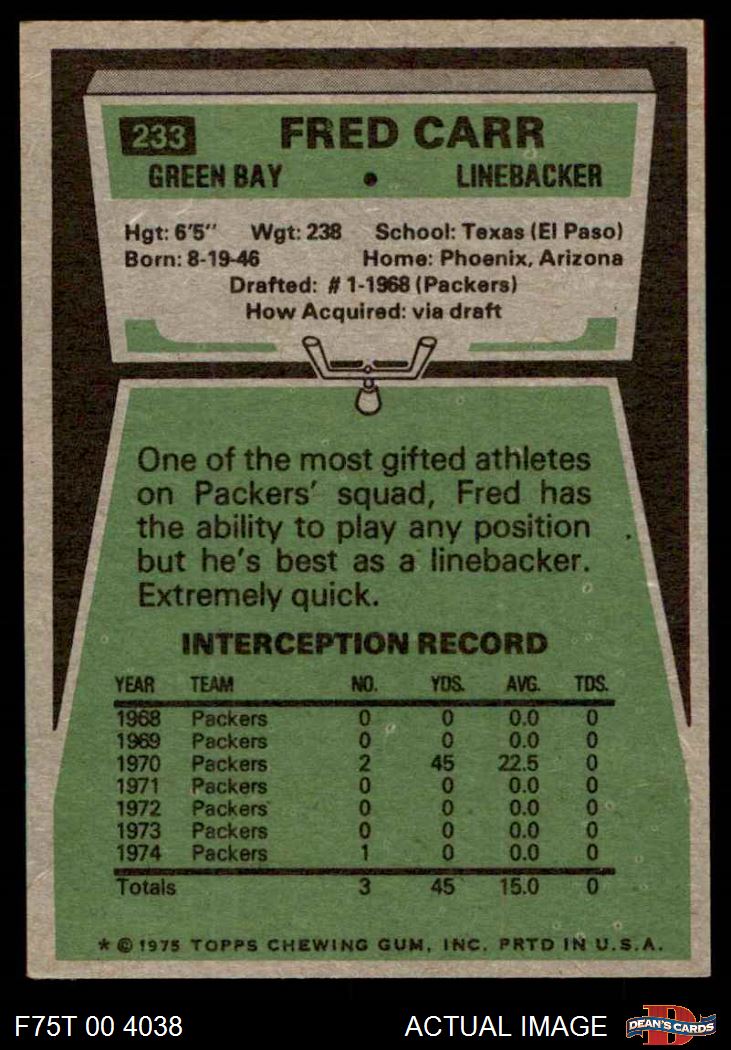 233 FRED CARR
GREEN BAY • LINEBACKER
Hgt: 6'5" Wgt: 238 School: Texas (El Paso)
Born: 8-19-46 Home: Phoenix, Arizona
Drafted: #1-1968 (Packers)
How Acquired: via draft
One of the most gifted athletes
on Packers' squad, Fred has
the ability to play any position
but he's best as a linebacker.
Extremely quick.
INTERCEPTION RECORD
YEAR TEAM NO. YDS. AVG. TDS.
1968 Packers 0 0 0.0 0
1969 Packers 0 0 0.0 0
1970 Packers 2 45 22.5 0
1971 Packers 0 0 0.0 0
1972 Packers 0 0 0.0 0
1973 Packers 0 0 0.0 0
1974 Packers 1 0 0.0 0
Totals 3 45 15.0 0
* © 1975 TOPPS CHEWING GUM, INC. PRTD IN U.S.A.
F75T 00 4038 ACTUAL IMAGE D DEAN'S CARDS